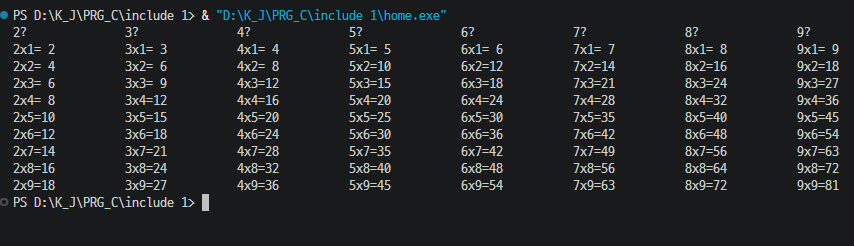 PS D:\K_J\PRG_C\include 1> & "D:\K_J\PRG_C\include 1\home.exe"
2? 3? 4? 5? 6? 7? 8? 9?
2x1= 2 3x1= 3 4x1= 4 5x1= 5 6x1= 6 7x1= 7 8x1= 8 9x1= 9
2x2= 4 3x2= 6 4x2= 8 5x2=10 6x2=12 7x2=14 8x2=16 9x2=18
2x3= 6 3x3= 9 4x3=12 5x3=15 6x3=18 7x3=21 8x3=24 9x3=27
2x4= 8 3x4=12 4x4=16 5x4=20 6x4=24 7x4=28 8x4=32 9x4=36
2x5=10 3x5=15 4x5=20 5x5=25 6x5=30 7x5=35 8x5=40 9x5=45
2x6=12 3x6=18 4x6=24 5x6=30 6x6=36 7x6=42 8x6=48 9x6=54
2x7=14 3x7=21 4x7=28 5x7=35 6x7=42 7x7=49 8x7=56 9x7=63
2x8=16 3x8=24 4x8=32 5x8=40 6x8=48 7x8=56 8x8=64 9x8=72
2x9=18 3x9=27 4x9=36 5x9=45 6x9=54 7x9=63 8x9=72 9x9=81
PS D:\K_J\PRG_C\include 1>